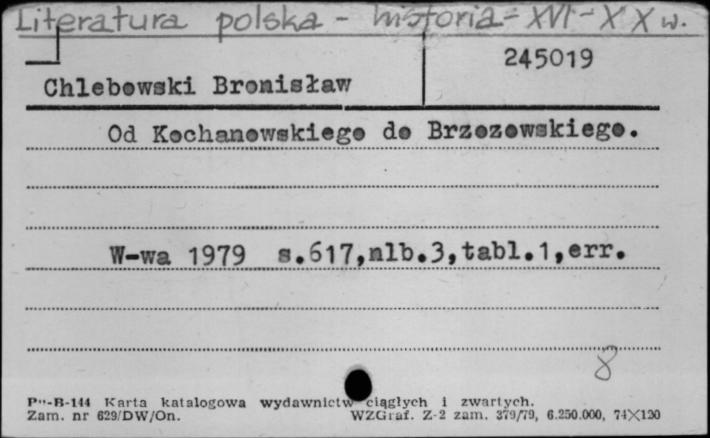 Literatura polska - historia - XVI - XX w.
245019
Chlebowski Bronisław
Od Kochanowskiego do Brzozowskiego.
W-wa 1979 s.617,nlb.3,tabl.1,err.
8
Pu-B-144 Karta katalogowa wydawnictw ciągłych i zwartych.
Zam. nr 629/DW/On. WZGraf. Z-2 zam. 379/79, 6.250.000, 74X120